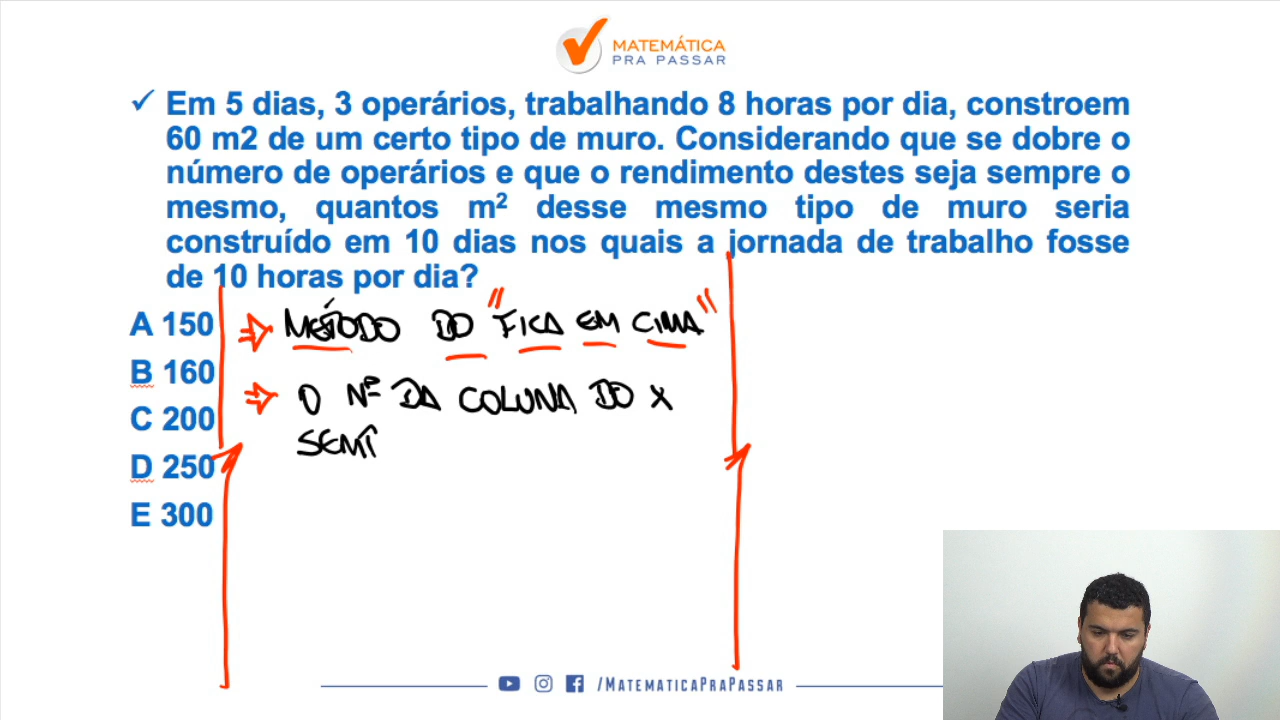 MATEMÁTICA
PRA PASSAR
✓ Em 5 dias, 3 operários, trabalhando 8 horas por dia, constroem
60 m2 de um certo tipo de muro. Considerando que se dobre o
número de operários e que o rendimento destes seja sempre o
mesmo, quantos m² desse mesmo tipo de muro seria
construído em 10 dias nos quais a jornada de trabalho fosse
de 10 horas por dia?
A 150
B 160
C 200
D 250
E 300
⇒ MÉTODO DO "FICA EM CIMA"
⇒ O Nº DA COLUNA DO X
SEM
/MATEMATICAPRAPASSAR